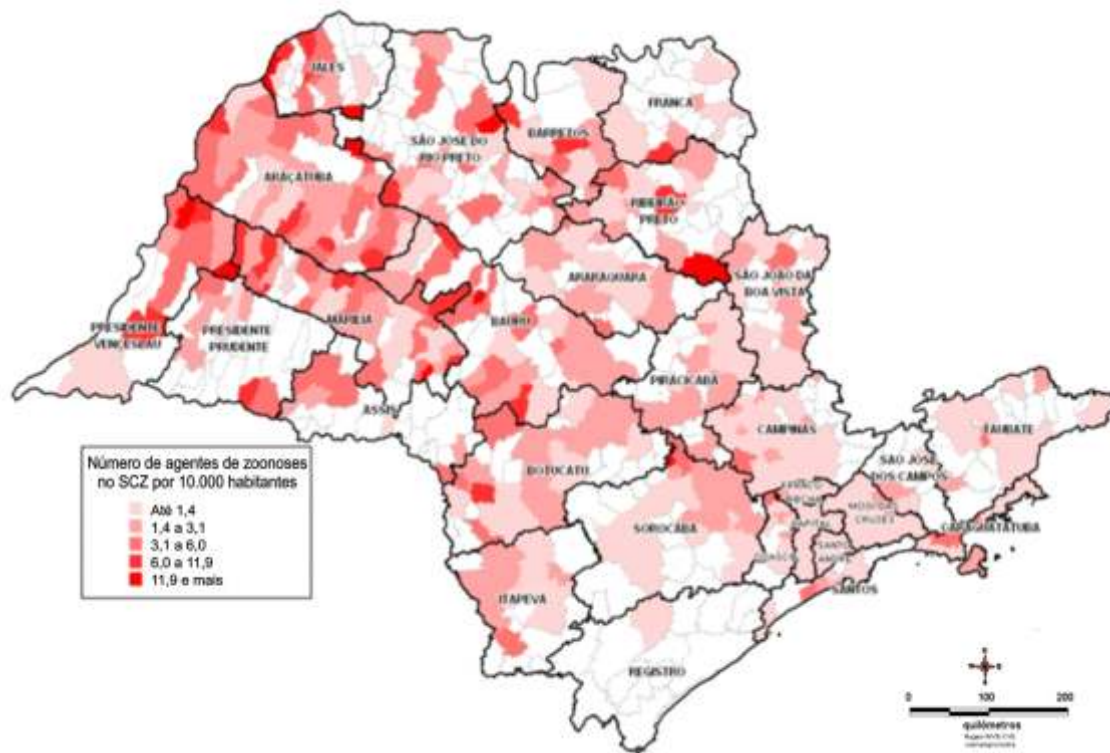 JALES
FRANCA
BARRETOS
SÃO JOSÉ DO
RIO PRETO
ARAÇATUBA
RIBEIRÃO
PRETO
ARARAQUARA
SÃO JOÃO DA
BOA VISTA
MARÍLIA
BAURU
PRESIDENTE
VENCESLAU
PRESIDENTE
PRUDENTE
PIRACICABA
ASSIS
CAMPINAS
TAUBATÉ
SÃO JOSÉ
DOS CAMPOS
BOTUCATU
MOGI DAS
CRUZES
CARAGUATATUBA
CAPITAL
SOROCABA
OSASCO
SANTO
ANDRÉ
SANTOS
ITAPEVA
REGISTRO
Número de agentes de zoonoses
no SCZ por 10.000 habitantes
Até 1,4
1,4 a 3,1
3,1 a 6,0
6,0 a 11,9
11,9 e mais
0 100 200
quilômetros